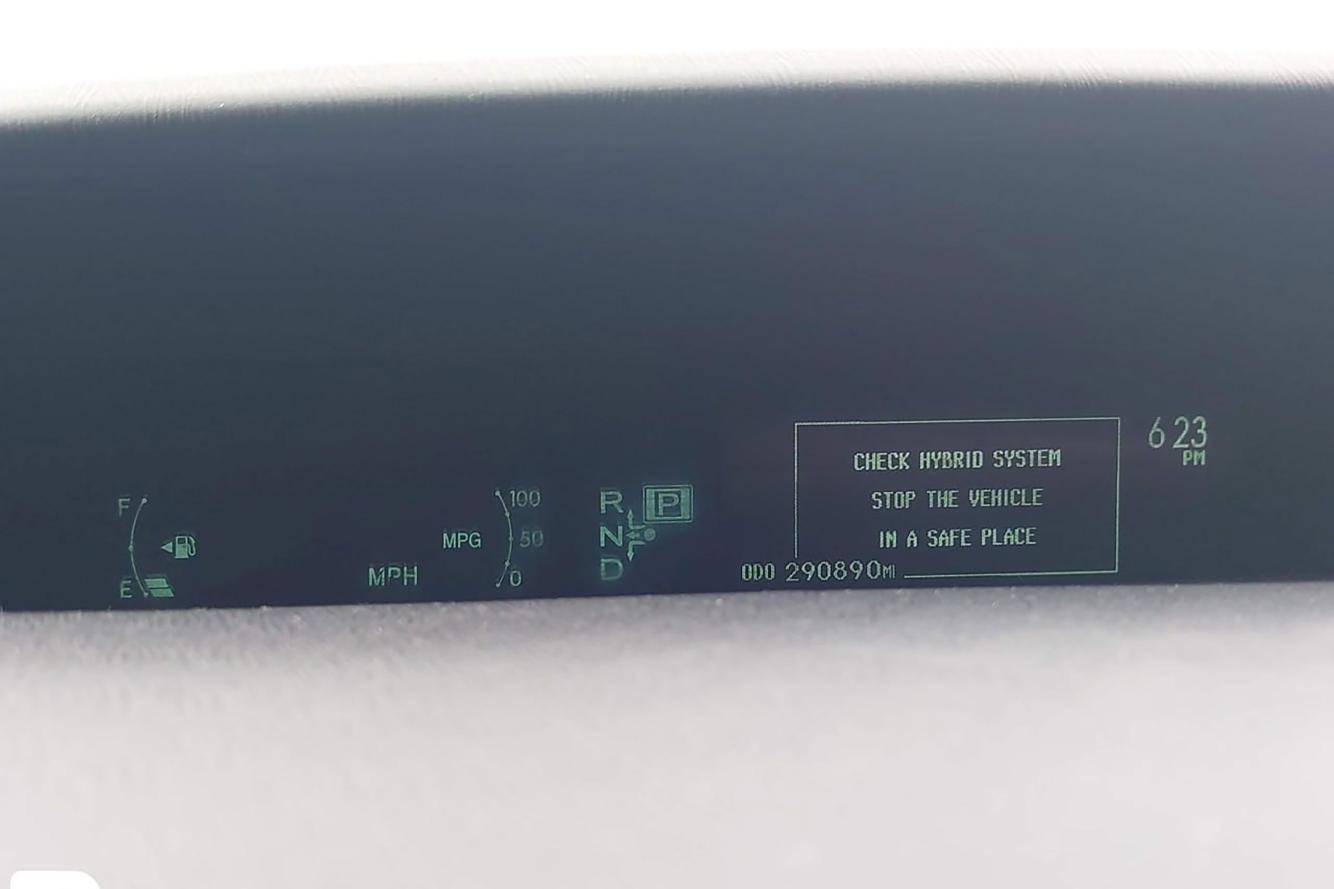 6 23
PM
CHECK HYBRID SYSTEM
STOP THE VEHICLE
IN A SAFE PLACE
ODO 290890MI
F
E
MPH
MPG
100
50
0
R
P
N
D